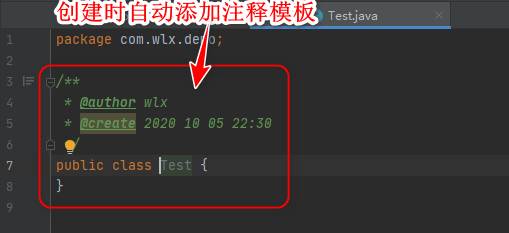 创建时自动添加注释模板
Test.java
1 package com.wlx.demo;
2
3 /**
4 * @author wlx
5 * @create 2020 10 05 22:30
6 */
7 public class Test {
8 }
9